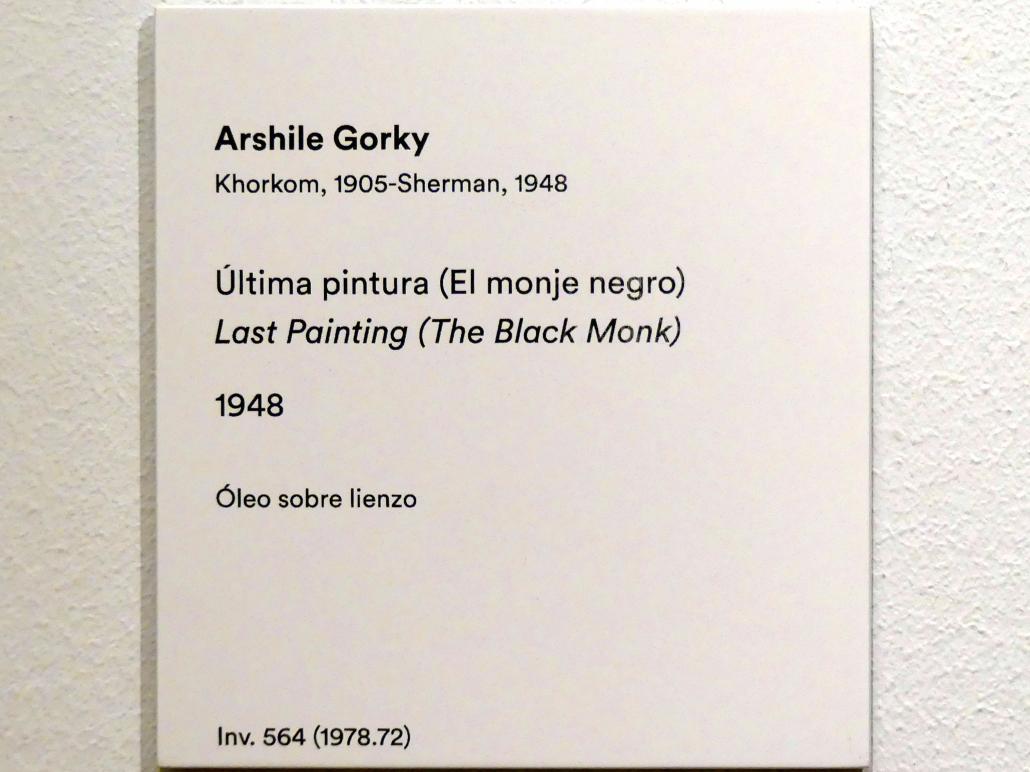 Arshile Gorky
Khorkom, 1905-Sherman, 1948
Última pintura (El monje negro)
Last Painting (The Black Monk)
1948
Óleo sobre lienzo
Inv. 564 (1978.72)